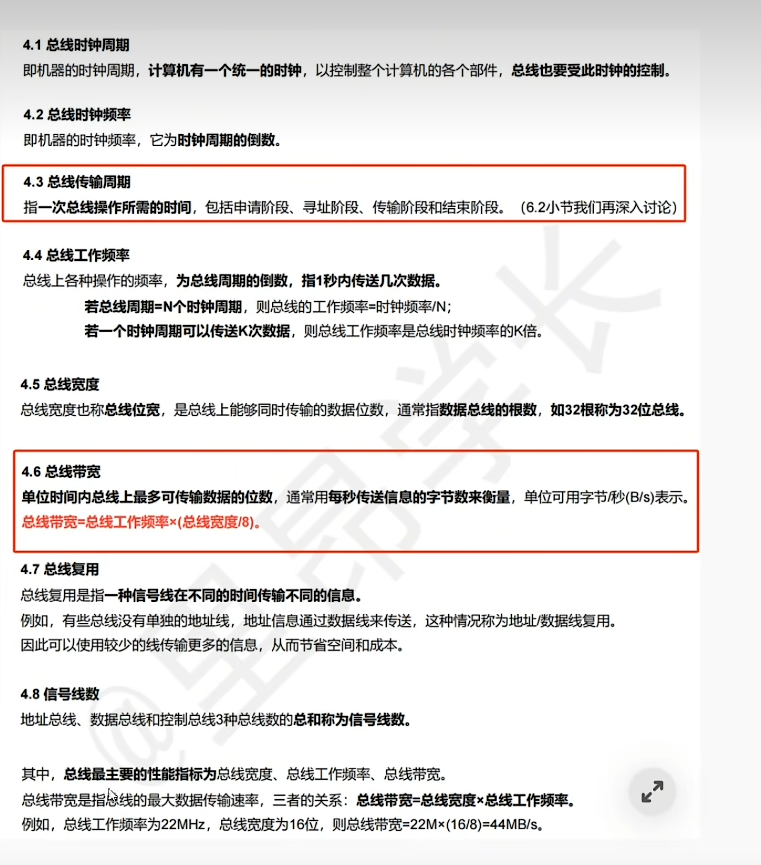 4.1 总线时钟周期
即机器的时钟周期，计算机有一个统一的时钟，以控制整个计算机的各个部件，总线也要受此时钟的控制。
4.2 总线时钟频率
即机器的时钟频率，它为时钟周期的倒数。
4.3 总线传输周期
指一次总线操作所需的时间，包括申请阶段、寻址阶段、传输阶段和结束阶段。（6.2小节我们再深入讨论）
4.4 总线工作频率
总线上各种操作的频率，为总线周期的倒数，指1秒内传送几次数据。
若总线周期=N个时钟周期，则总线的工作频率=时钟频率/N；
若一个时钟周期可以传送K次数据，则总线工作频率是总线时钟频率的K倍。
4.5 总线宽度
总线宽度也称总线位宽，是总线上能够同时传输的数据位数，通常指数据总线的根数，如32根称为32位总线。
4.6 总线带宽
单位时间内总线上最多可传输数据的位数，通常用每秒传送信息的字节数来衡量，单位可用字节/秒(B/s)表示。
总线带宽=总线工作频率×(总线宽度/8)。
4.7 总线复用
总线复用是指一种信号线在不同的时间传输不同的信息。
例如，有些总线没有单独的地址线，地址信息通过数据线来传送，这种情况称为地址/数据线复用。
因此可以使用较少的线传输更多的信息，从而节省空间和成本。
4.8 信号线数
地址总线、数据总线和控制总线3种总线数的总和称为信号线数。
其中，总线最主要的性能指标为总线宽度、总线工作频率、总线带宽。
总线带宽是指总线的最大数据传输速率，三者的关系：总线带宽=总线宽度×总线工作频率。
例如，总线工作频率为22MHz，总线宽度为16位，则总线带宽=22M×(16/8)=44MB/s。
@里昂学长